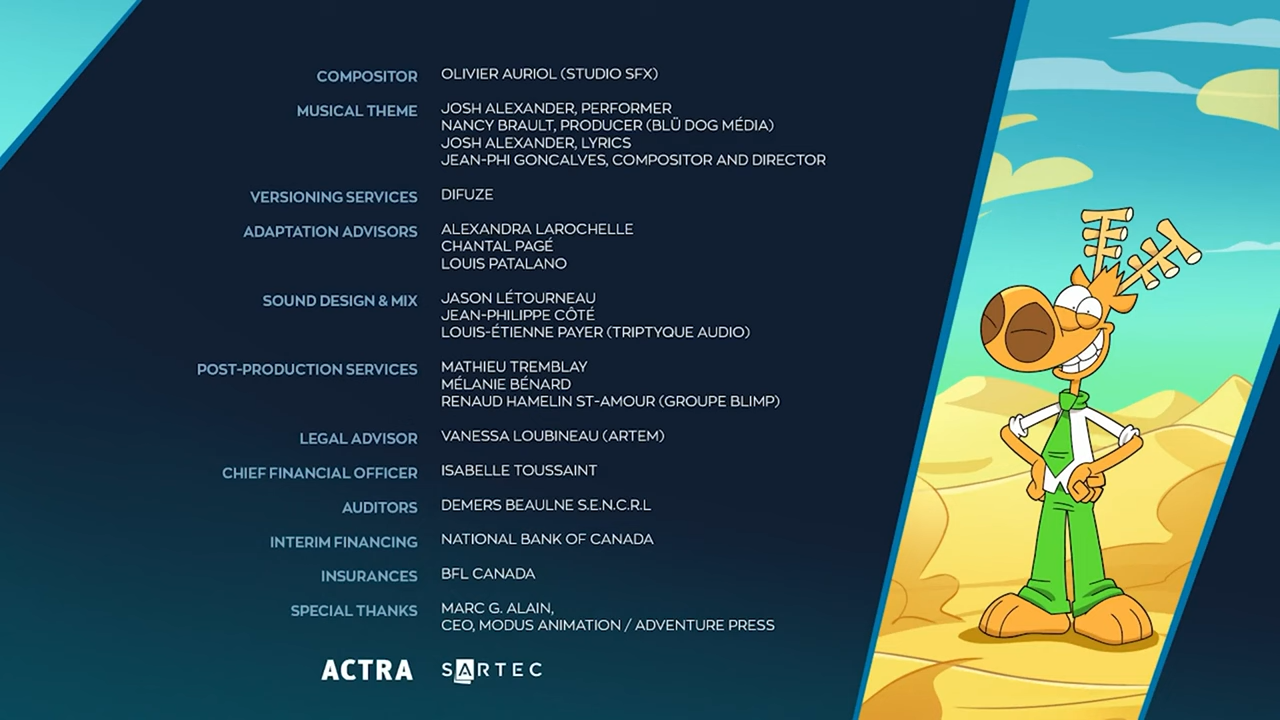 COMPOSITOR OLIVIER AURIOL (STUDIO SFX)
MUSICAL THEME JOSH ALEXANDER, PERFORMER
NANCY BRAULT, PRODUCER (BLÜ DOG MÉDIA)
JOSH ALEXANDER, LYRICS
JEAN-PHI GONCALVES, COMPOSITOR AND DIRECTOR
VERSIONING SERVICES DIFUZE
ADAPTATION ADVISORS ALEXANDRA LAROCHELLE
CHANTAL PAGÉ
LOUIS PATALANO
SOUND DESIGN & MIX JASON LÉTOURNEAU
JEAN-PHILIPPE CÔTÉ
LOUIS-ÉTIENNE PAYER (TRIPTYQUE AUDIO)
POST-PRODUCTION SERVICES MATHIEU TREMBLAY
MÉLANIE BÉNARD
RENAUD HAMELIN ST-AMOUR (GROUPE BLIMP)
LEGAL ADVISOR VANESSA LOUBINEAU (ARTEM)
CHIEF FINANCIAL OFFICER ISABELLE TOUSSAINT
AUDITORS DEMERS BEAULNE S.E.N.C.R.L
INTERIM FINANCING NATIONAL BANK OF CANADA
INSURANCES BFL CANADA
SPECIAL THANKS MARC G. ALAIN,
CEO, MODUS ANIMATION / ADVENTURE PRESS
ACTRA SARTEC